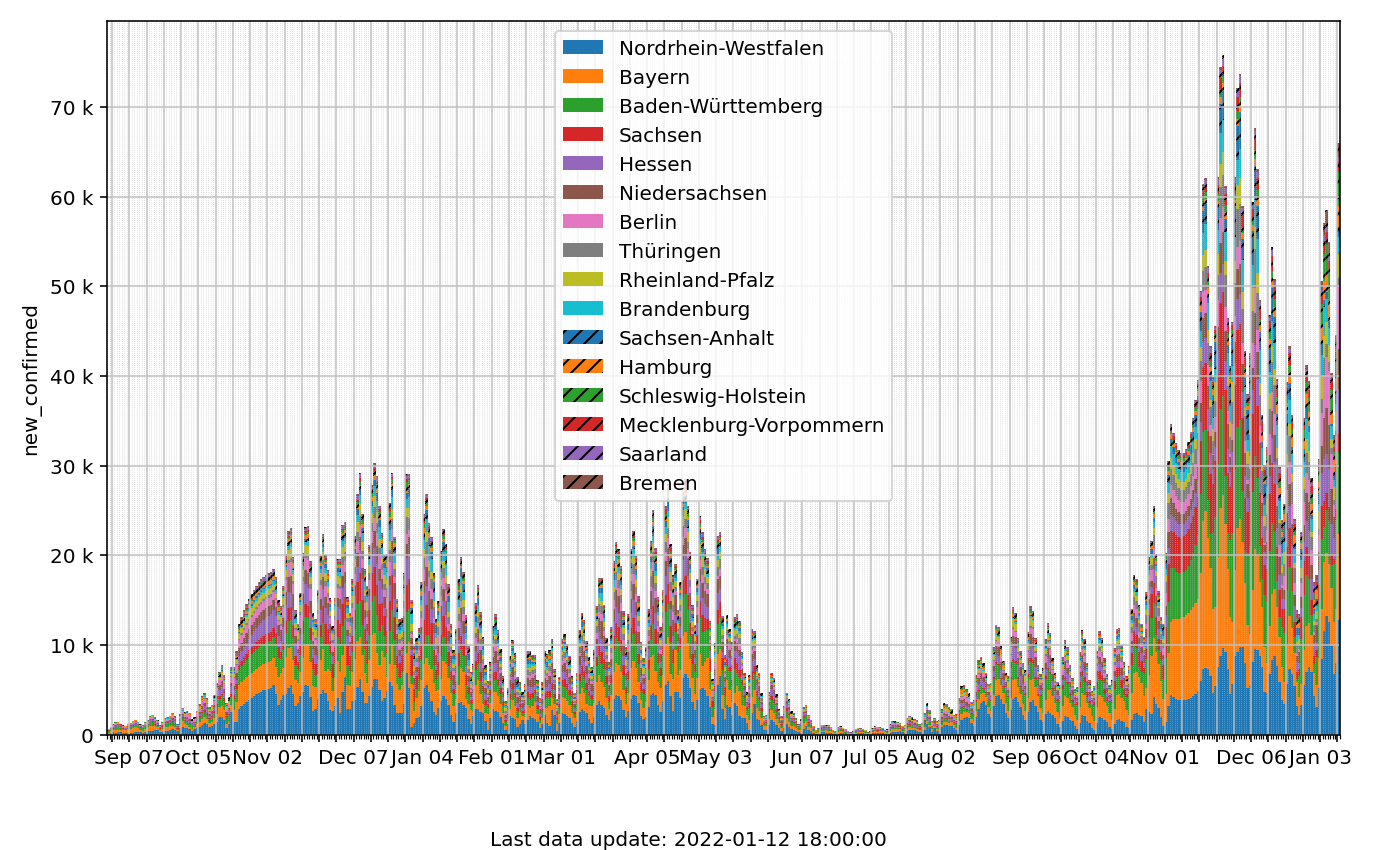 new_confirmed
70 k
60 k
50 k
40 k
30 k
20 k
10 k
0
Nordrhein-Westfalen
Bayern
Baden-Württemberg
Sachsen
Hessen
Niedersachsen
Berlin
Thüringen
Rheinland-Pfalz
Brandenburg
Sachsen-Anhalt
Hamburg
Schleswig-Holstein
Mecklenburg-Vorpommern
Saarland
Bremen
Sep 07 Oct 05 Nov 02 Dec 07 Jan 04 Feb 01 Mar 01 Apr 05 May 03 Jun 07 Jul 05 Aug 02 Sep 06 Oct 04 Nov 01 Dec 06 Jan 03
Last data update: 2022-01-12 18:00:00